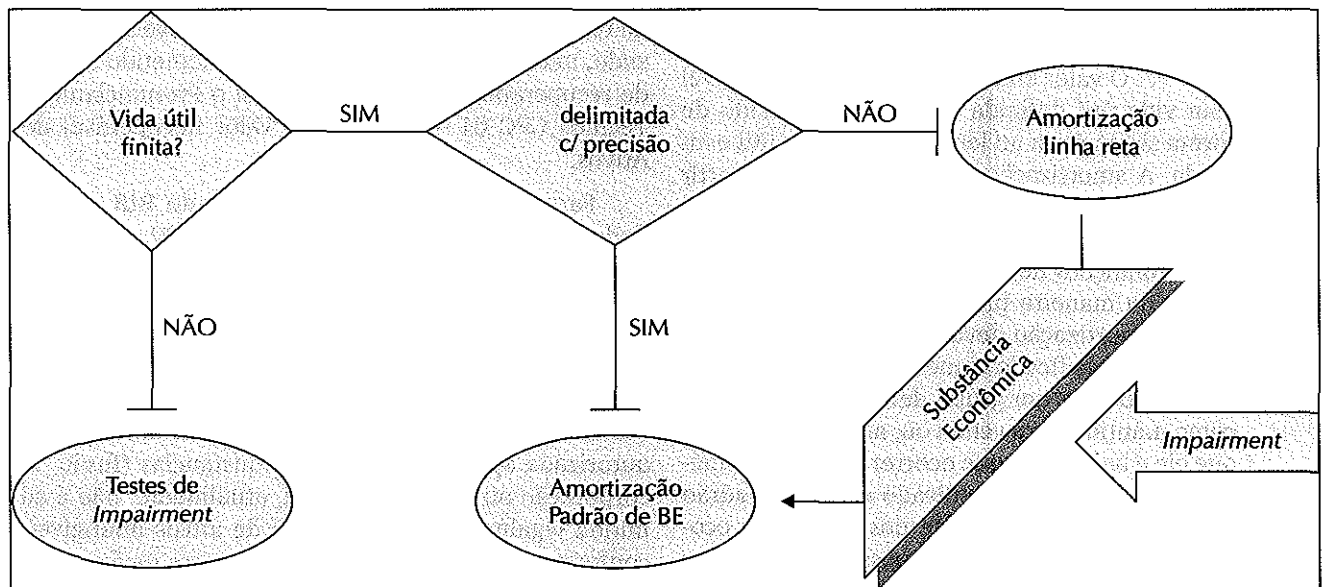 Vida útil
finita?
SIM
delimitada
c/ precisão
NÃO
Amortização
linha reta
NÃO
SIM
Substância
Econômica
Impairment
Testes de
Impairment
Amortização
Padrão de BE